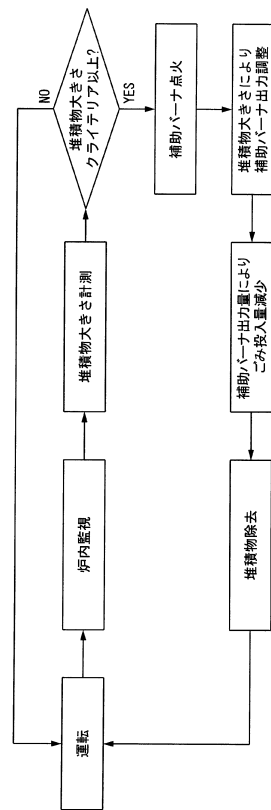 運転
炉内監視
堆積物大きさ計測
堆積物大きさ
クライテリア以上?
NO
YES
補助バーナ点火
堆積物大きさにより
補助バーナ出力調整
補助バーナ出力量により
ごみ投入量減少
堆積物除去